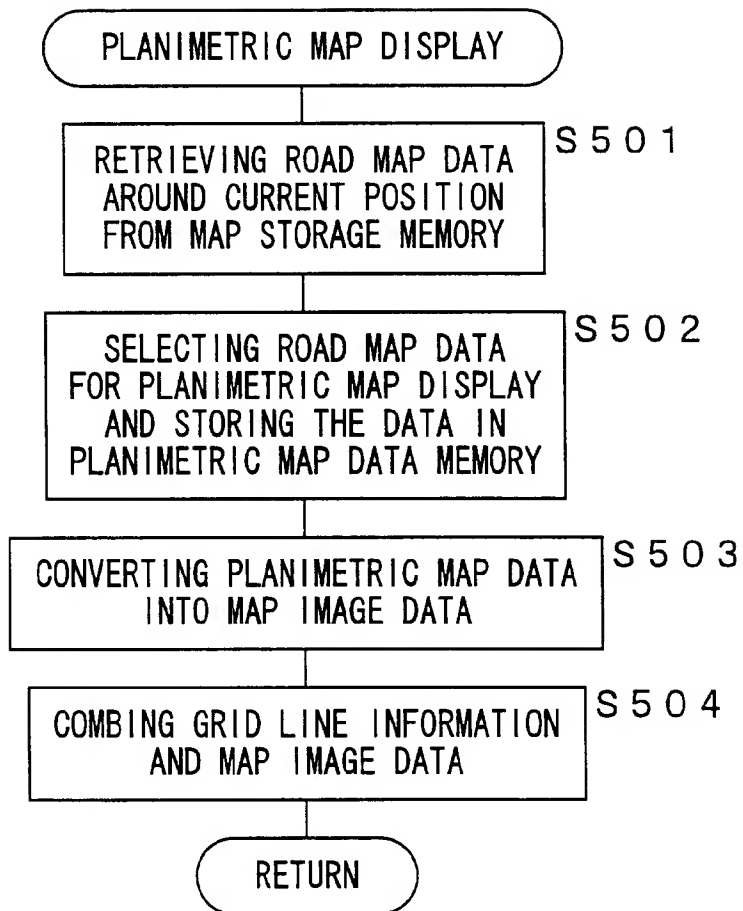 PLANIMETRIC MAP DISPLAY
S501
RETRIEVING ROAD MAP DATA
AROUND CURRENT POSITION
FROM MAP STORAGE MEMORY
S502
SELECTING ROAD MAP DATA
FOR PLANIMETRIC MAP DISPLAY
AND STORING THE DATA IN
PLANIMETRIC MAP DATA MEMORY
S503
CONVERTING PLANIMETRIC MAP DATA
INTO MAP IMAGE DATA
S504
COMBING GRID LINE INFORMATION
AND MAP IMAGE DATA
RETURN